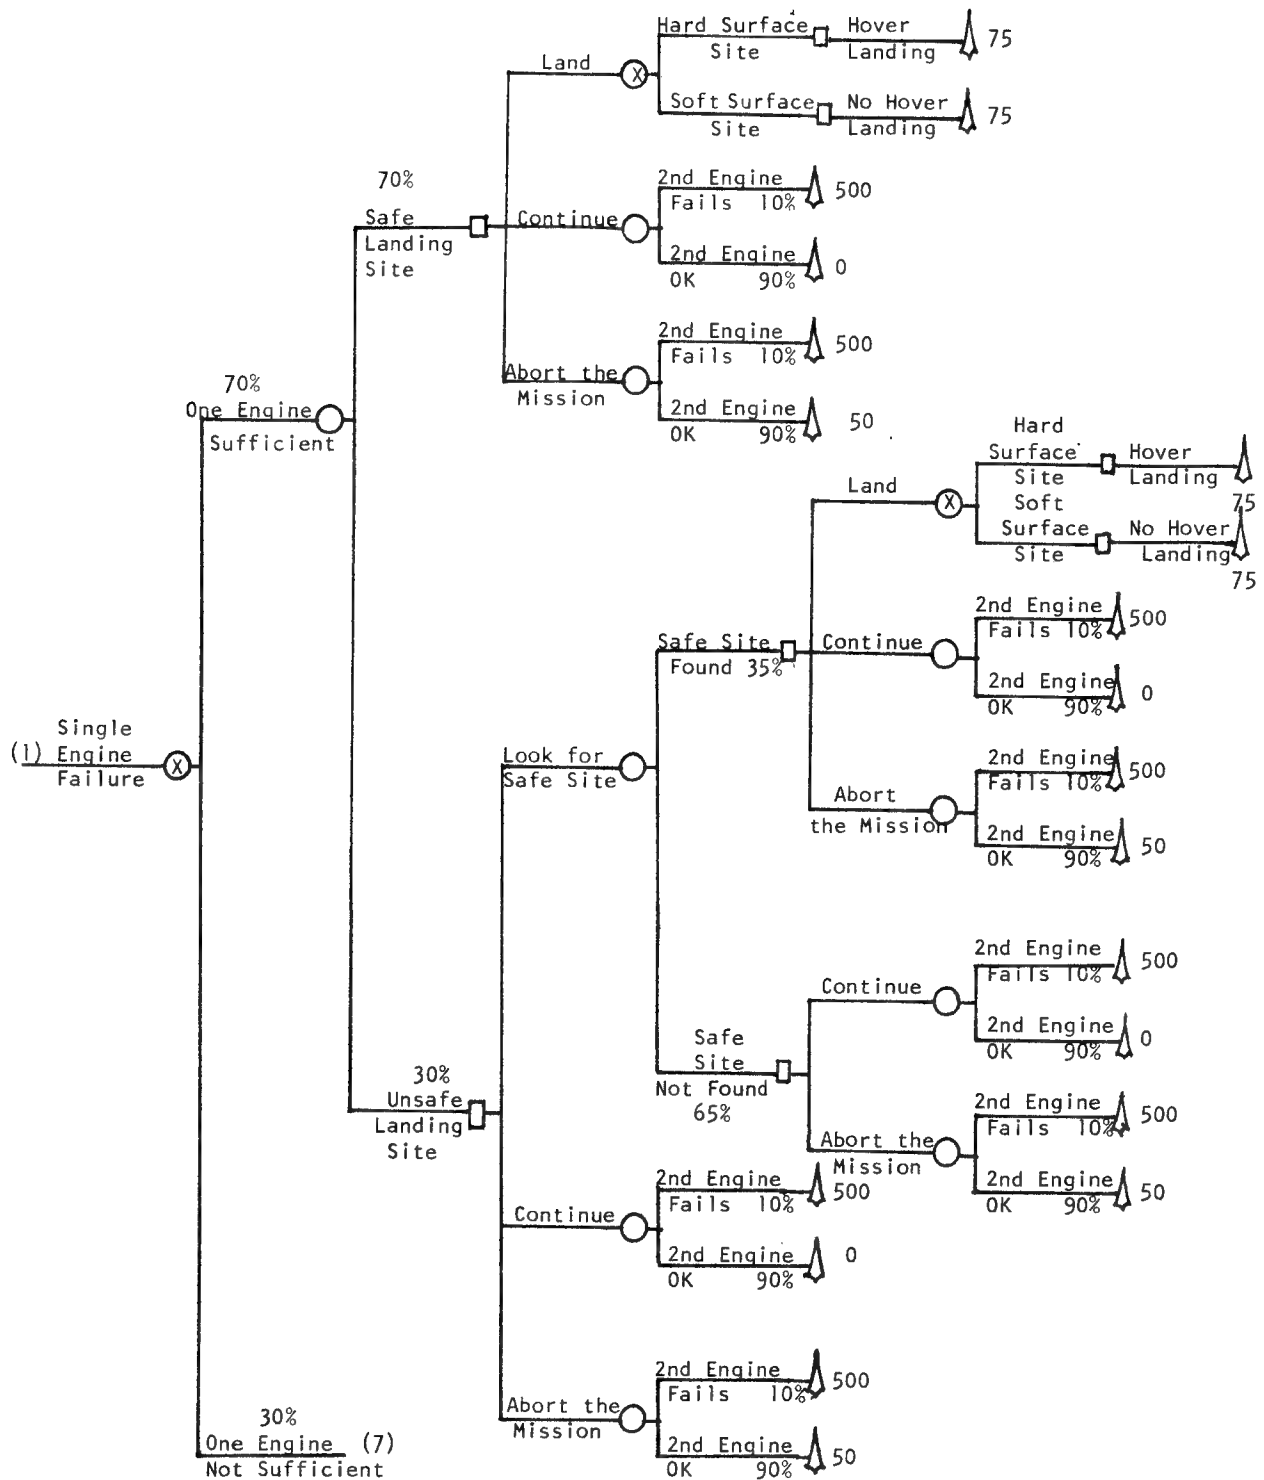 Hard Surface
Site
Hover
Landing
75
Land
X
Soft Surface
Site
No Hover
Landing
75
70%
Safe
Landing
Site
Continue
2nd Engine
Fails 10%
500
2nd Engine
OK 90%
0
Abort the
Mission
2nd Engine
Fails 10%
500
2nd Engine
OK 90%
50
70%
One Engine
Sufficient
Land
X
Hard
Surface
Site
Hover
Landing
75
Soft
Surface
Site
No Hover
Landing
75
Safe Site
Found 35%
Continue
2nd Engine
Fails 10%
500
2nd Engine
OK 90%
0
Abort
the Mission
2nd Engine
Fails 10%
500
2nd Engine
OK 90%
50
(1)
Single
Engine
Failure
X
Look for
Safe Site
Safe
Site
Not Found
65%
Continue
2nd Engine
Fails 10%
500
2nd Engine
OK 90%
0
Abort the
Mission
2nd Engine
Fails 10%
500
2nd Engine
OK 90%
50
30%
Unsafe
Landing
Site
Continue
2nd Engine
Fails 10%
500
2nd Engine
OK 90%
0
Abort the
Mission
2nd Engine
Fails 10%
500
2nd Engine
OK 90%
50
30%
One Engine (7)
Not Sufficient